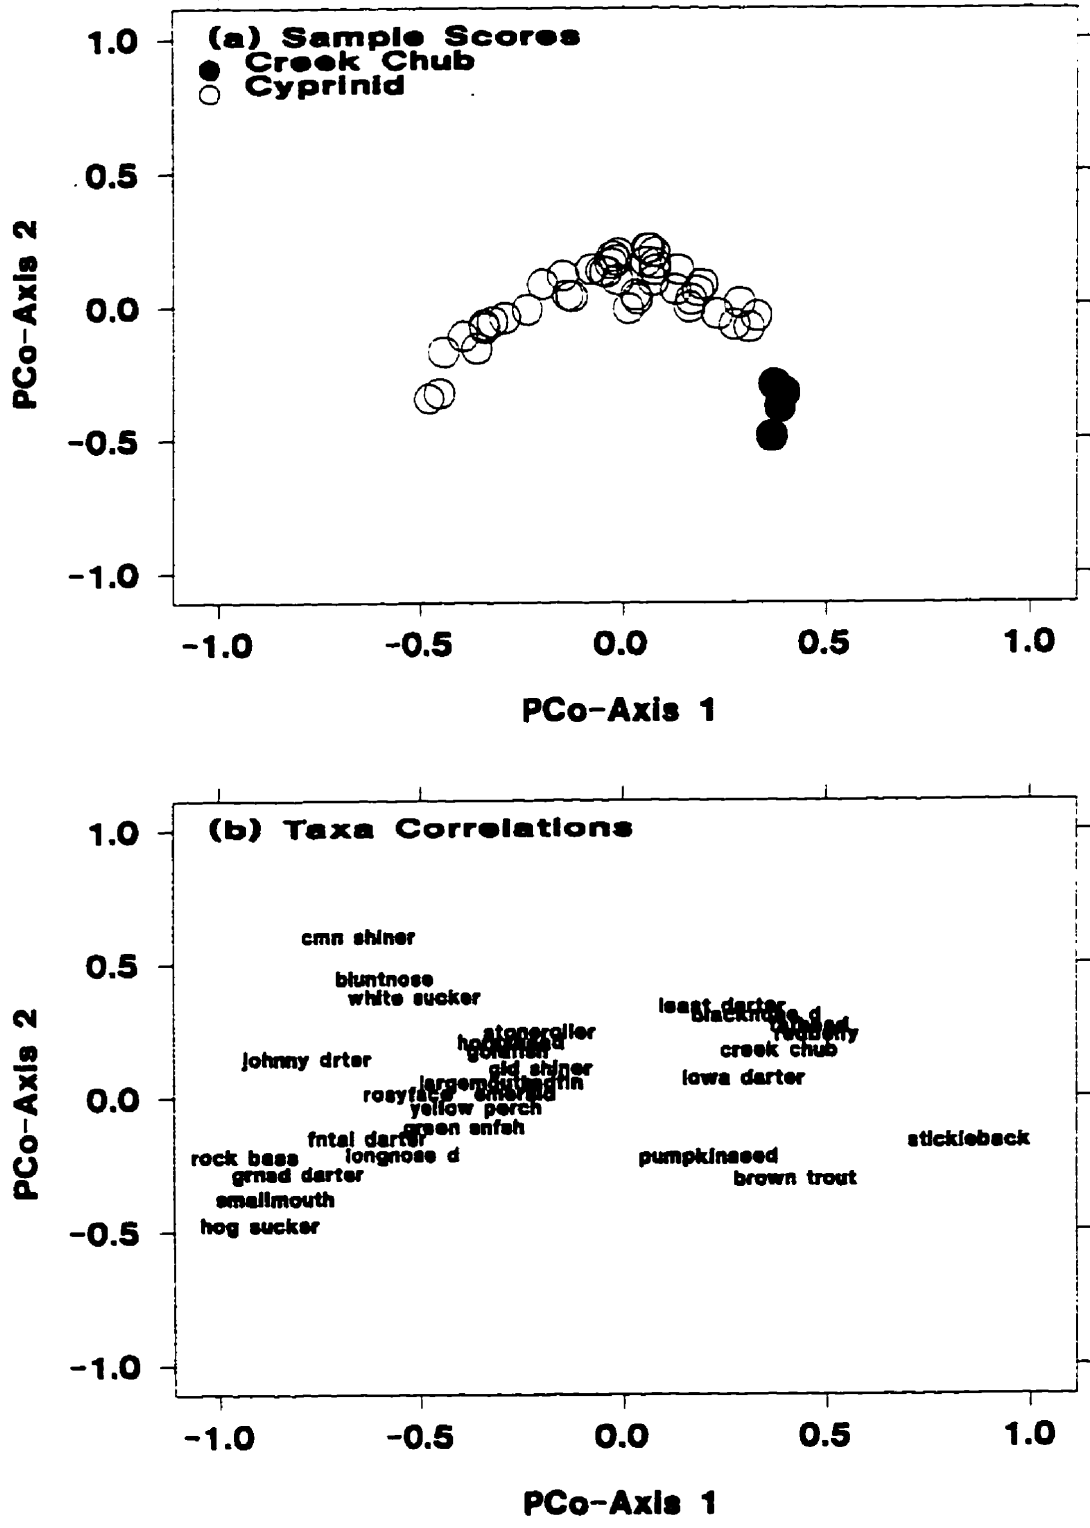 (a) Sample Scores
Creek Chub
Cyprinid
1.0
0.5
0.0
-0.5
-1.0
PCo-Axis 2
-1.0
-0.5
0.0
0.5
1.0
PCo-Axis 1
(b) Taxa Correlations
1.0
0.5
0.0
-0.5
-1.0
PCo-Axis 2
cmn shiner
bluntnose
white sucker
least darter
blacknose d
stoneroller
goldfish
creek chub
johnny drter
gld shiner
iowa darter
largemouth
rosyface
emerald
yellow perch
green snfsh
fntal darter
stickleback
rock bass
longnose d
pumpkinseed
grnsd darter
brown trout
smallmouth
hog sucker
-1.0
-0.5
0.0
0.5
1.0
PCo-Axis 1